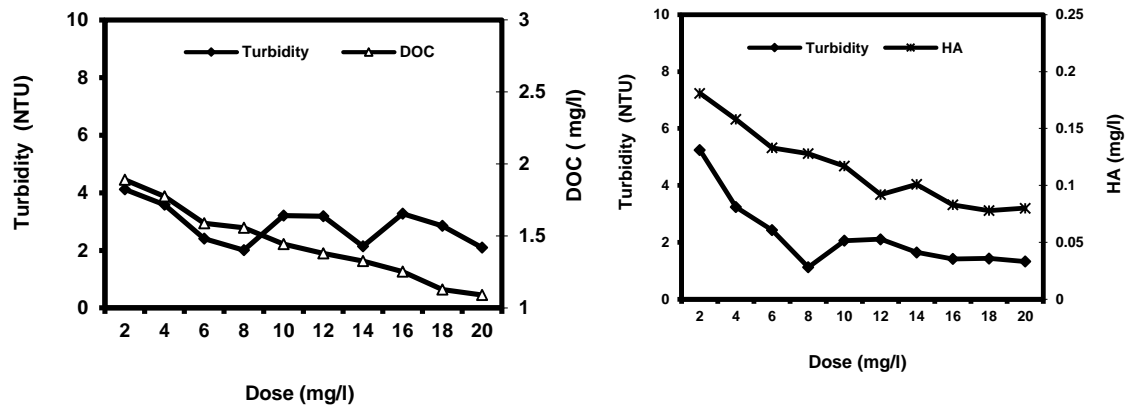 10
8
6
4
2
0
Turbidity (NTU)
Turbidity
DOC
3
2.5
2
1.5
1
DOC ( mg/l)
2 4 6 8 10 12 14 16 18 20
Dose (mg/l)
10
8
6
4
2
0
Turbidity (NTU)
Turbidity
HA
0.25
0.2
0.15
0.1
0.05
0
HA (mg/l)
2 4 6 8 10 12 14 16 18 20
Dose (mg/l)